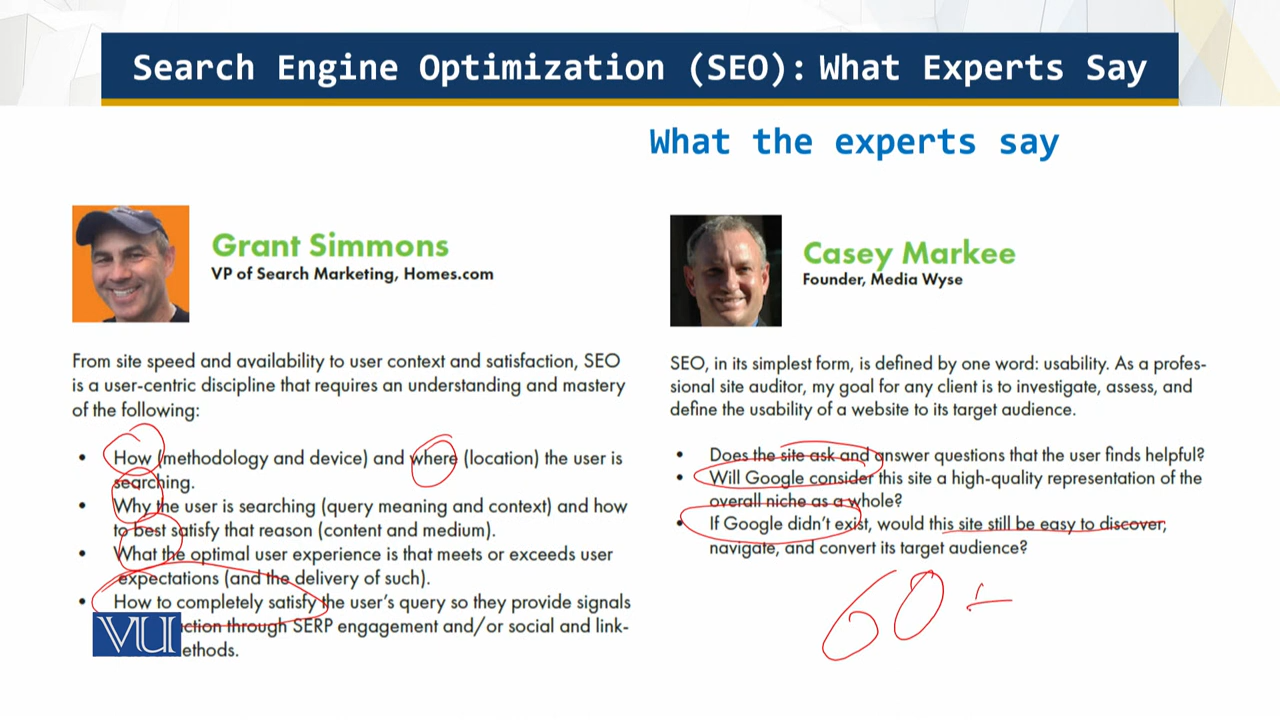 Search Engine Optimization (SEO): What Experts Say
What the experts say
Grant Simmons
VP of Search Marketing, Homes.com
From site speed and availability to user context and satisfaction, SEO
is a user-centric discipline that requires an understanding and mastery
of the following:
• How (methodology and device) and where (location) the user is
searching.
• Why the user is searching (query meaning and context) and how
to best satisfy that reason (content and medium).
• What the optimal user experience is that meets or exceeds user
expectations (and the delivery of such).
• How to completely satisfy the user's query so they provide signals
through SERP engagement and/or social and link-
VU
Casey Markee
Founder, Media Wyse
SEO, in its simplest form, is defined by one word: usability. As a profes-
sional site auditor, my goal for any client is to investigate, assess, and
define the usability of a website to its target audience.
• Does the site ask and answer questions that the user finds helpful?
• Will Google consider this site a high-quality representation of the
overall niche as a whole?
• If Google didn't exist, would this site still be easy to discover,
navigate, and convert its target audience?
60